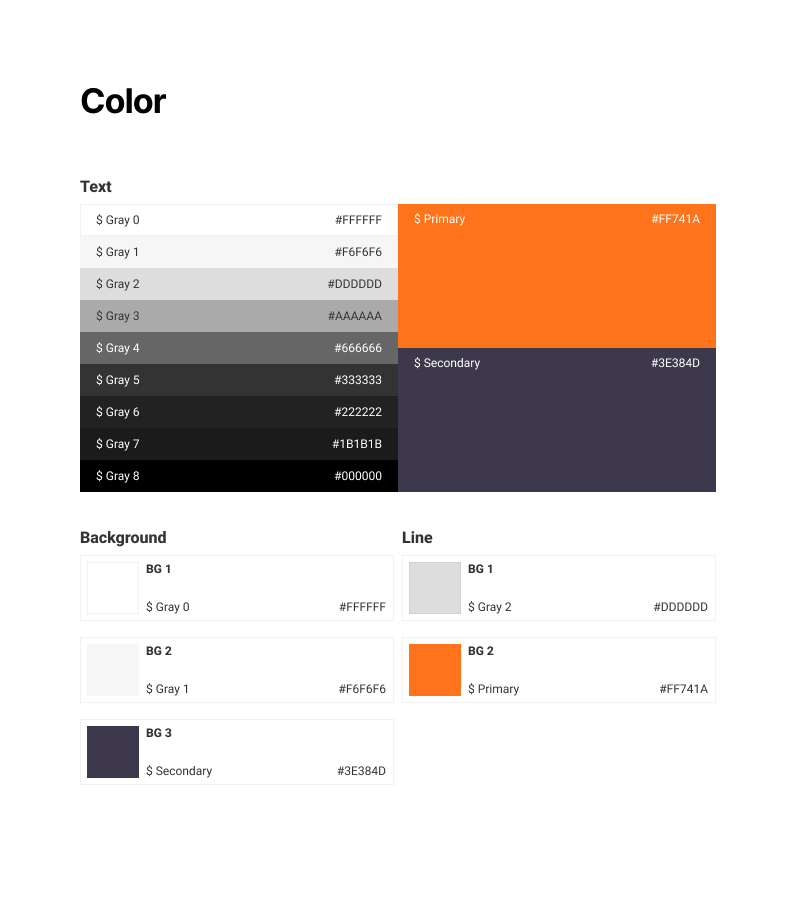 Color
Text
$ Gray 0 #FFFFFF
$ Gray 1 #F6F6F6
$ Gray 2 #DDDDDD
$ Gray 3 #AAAAAA
$ Gray 4 #666666
$ Gray 5 #333333
$ Gray 6 #222222
$ Gray 7 #1B1B1B
$ Gray 8 #000000
$ Primary #FF741A
$ Secondary #3E384D
Background
BG 1
$ Gray 0 #FFFFFF
BG 2
$ Gray 1 #F6F6F6
BG 3
$ Secondary #3E384D
Line
BG 1
$ Gray 2 #DDDDDD
BG 2
$ Primary #FF741A